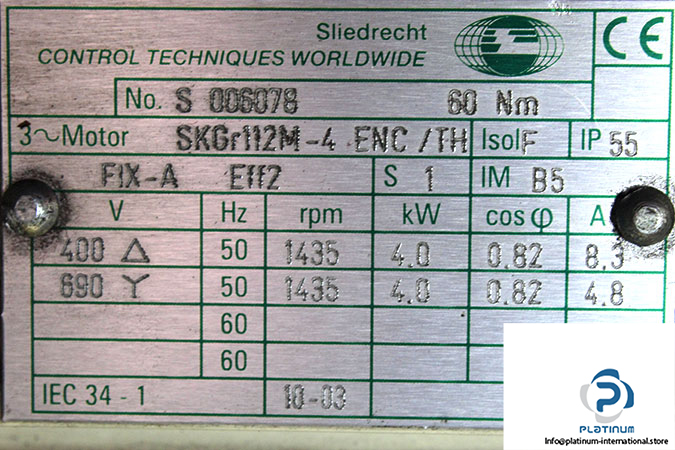 Sliedrecht
CONTROL TECHNIQUES WORLDWIDE
CE
No. S 006078 60 Nm
3~Motor SKGr112M-4 ENC /TH Isol F IP 55
FIX-A Eff2 S 1 IM B5
V Hz rpm kW cos φ A
400 Δ 50 1435 4.0 0.82 8.3
690 Y 50 1435 4.0 0.82 4.8
60
60
IEC 34 - 1 10-03
PLATINUM
Info@platinum-international.store